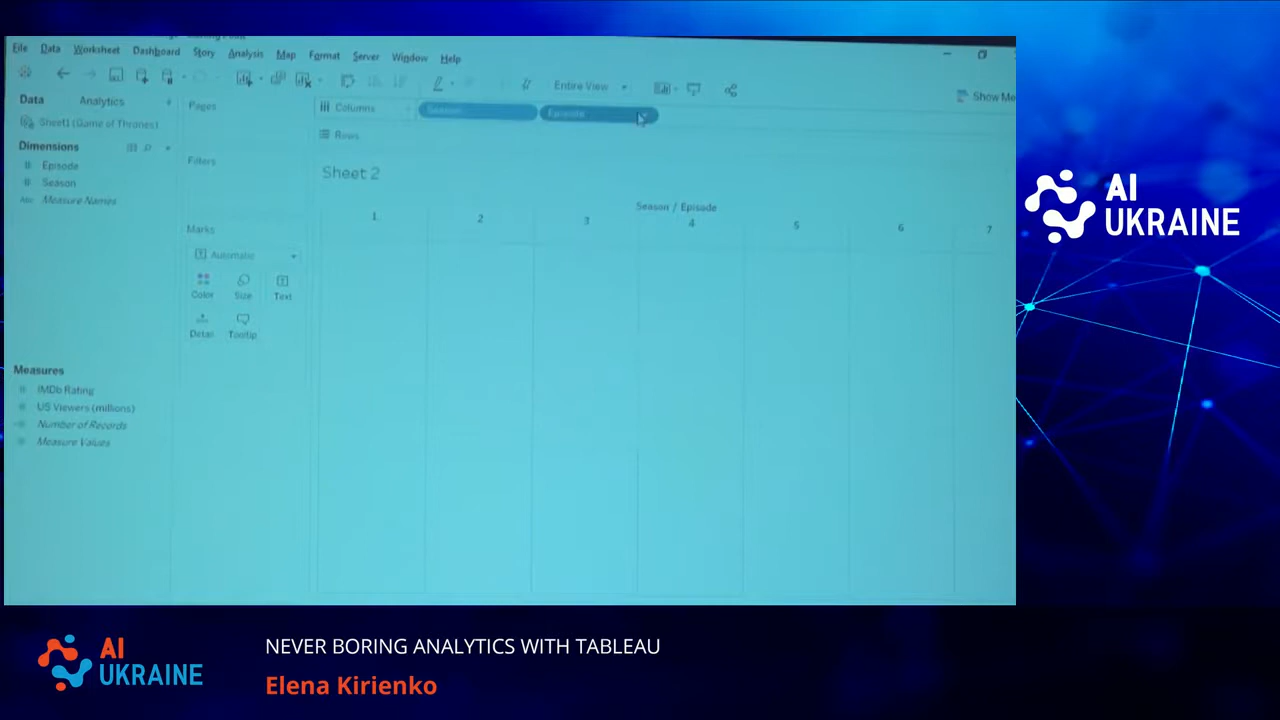 File Data Worksheet Dashboard Story Analysis Map Format Server Window Help
Entire View
Show Me
Data Analytics
Pages
Columns
Season
Episode
Sheet1 (Game of Thrones)
Rows
Dimensions
Filters
Episode
Season
Abc Measure Names
Sheet 2
Season / Episode
1 2 3 4 5 6 7
Marks
Automatic
Color Size Text
Detail Tooltip
Measures
IMDb Rating
US Viewers (millions)
Number of Records
Measure Values
AI
UKRAINE
AI
UKRAINE
NEVER BORING ANALYTICS WITH TABLEAU
Elena Kirienko